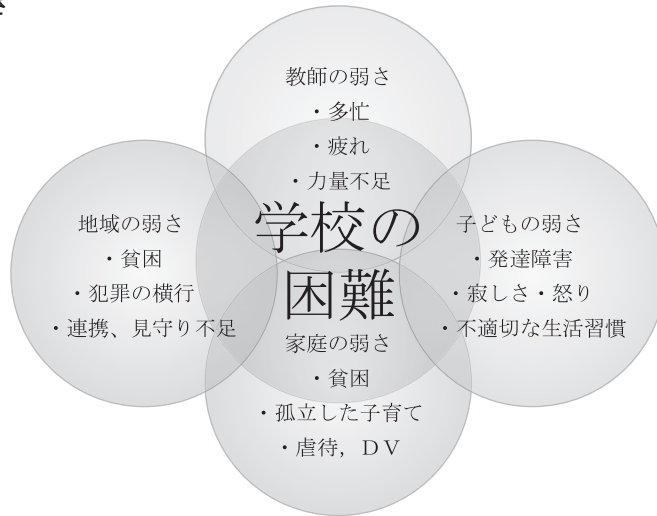 教師の弱さ
・多忙
・疲れ
・力量不足
学校の
困難
地域の弱さ
・貧困
・犯罪の横行
・連携、見守り不足
子どもの弱さ
・発達障害
・寂しさ・怒り
・不適切な生活習慣
家庭の弱さ
・貧困
・孤立した子育て
・虐待，ＤＶ